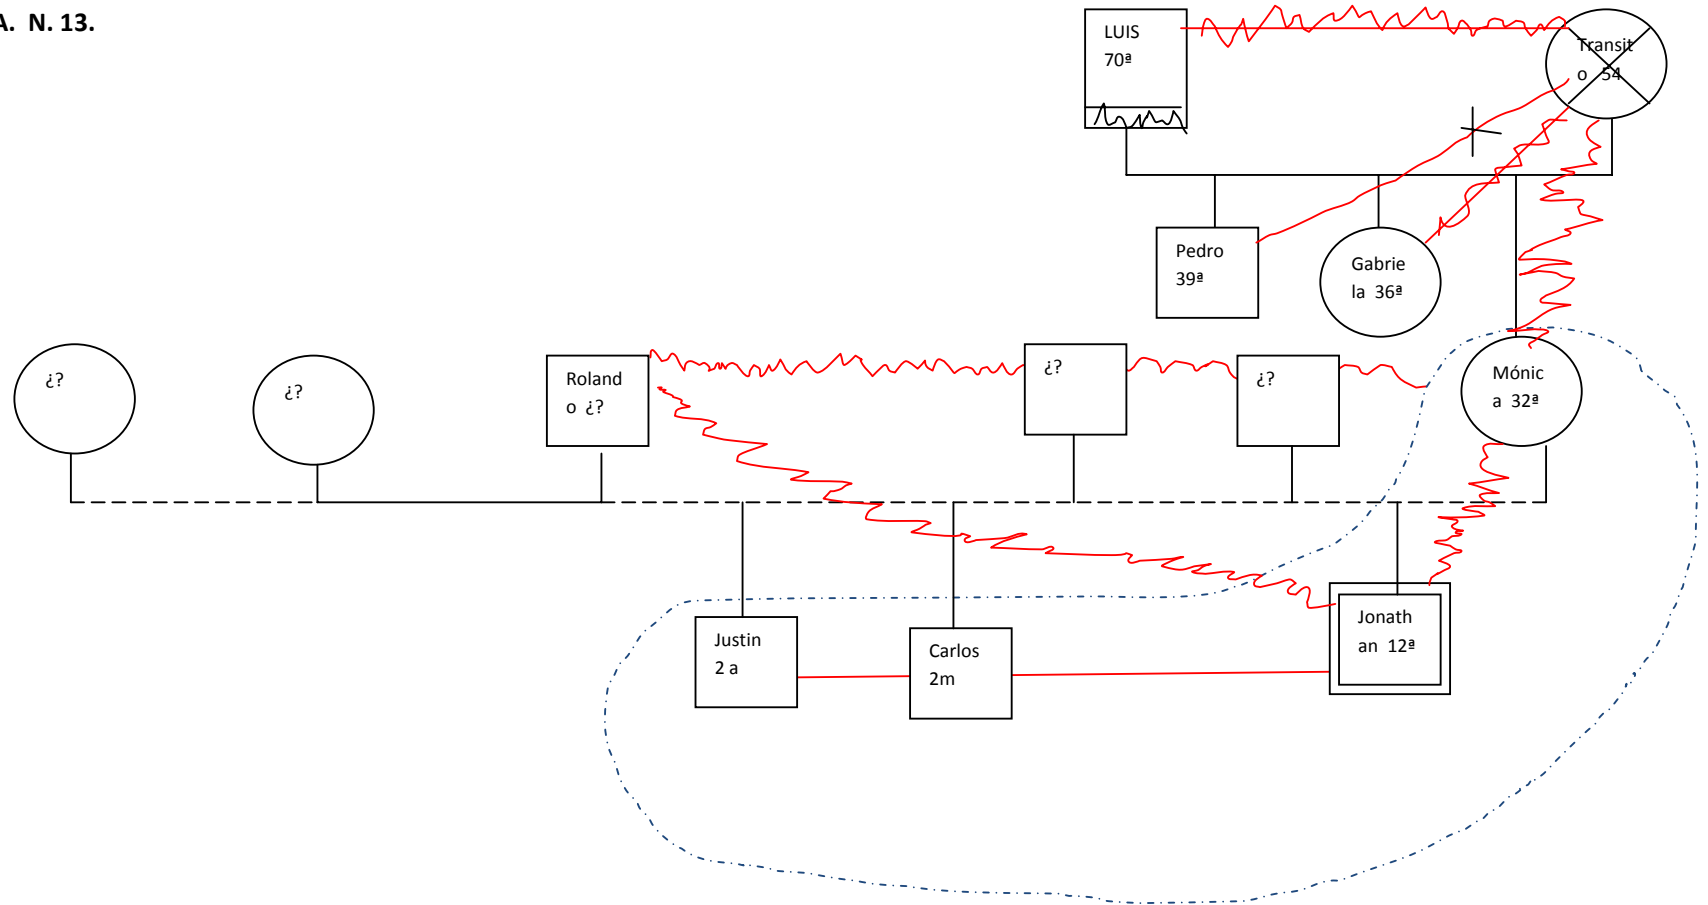 A. N. 13.
LUIS
70ª
Transit
o 54
Pedro
39ª
Gabrie
la 36ª
¿?
¿?
Roland
o ¿?
¿?
¿?
Mónic
a 32ª
Justin
2 a
Carlos
2m
Jonath
an 12ª